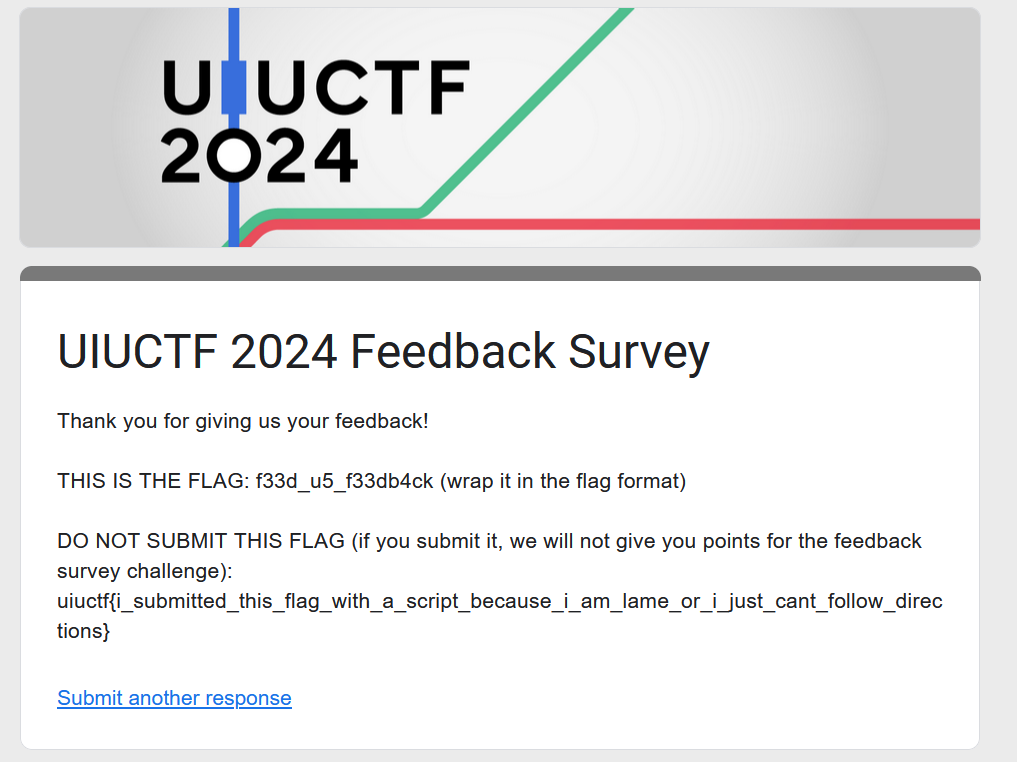 UIUCTF
2024
UIUCTF 2024 Feedback Survey
Thank you for giving us your feedback!
THIS IS THE FLAG: f33d_u5_f33db4ck (wrap it in the flag format)
DO NOT SUBMIT THIS FLAG (if you submit it, we will not give you points for the feedback
survey challenge):
uiuctf{i_submitted_this_flag_with_a_script_because_i_am_lame_or_i_just_cant_follow_direc
tions}
Submit another response